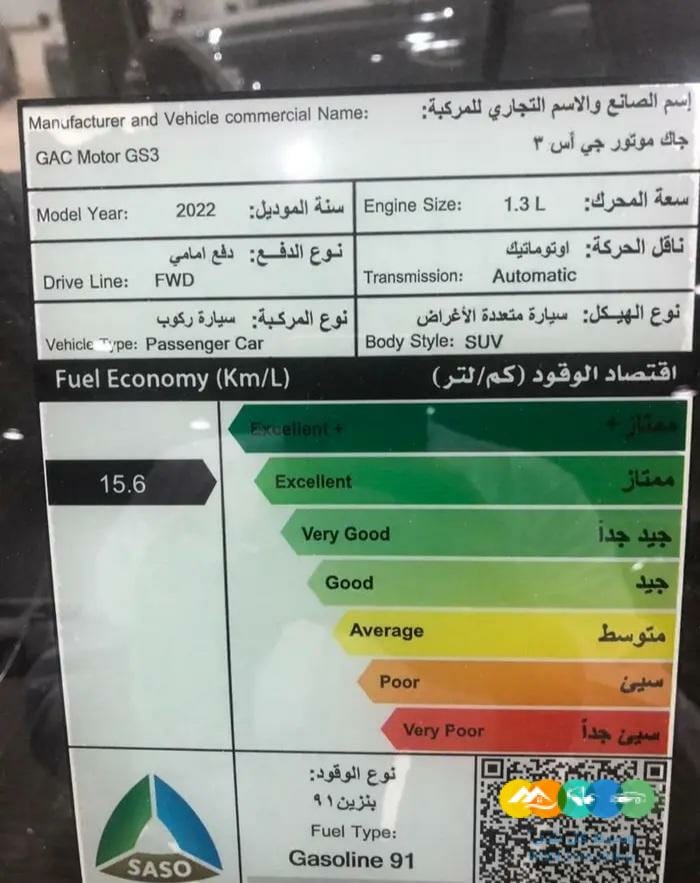 Manufacturer and Vehicle commercial Name: إسم الصانع والاسم التجاري للمركبة:
GAC Motor GS3 جاك موتور جي أس ٣
Model Year: 2022 سنة الموديل: Engine Size: 1.3 L سعة المحرك:
نوع الدفع: دفع امامي ناقل الحركة: اوتوماتيك
Drive Line: FWD Transmission: Automatic
نوع المركبة: سيارة ركوب نوع الهيكل: سيارة متعددة الأغراض
Vehicle Type: Passenger Car Body Style: SUV
Fuel Economy (Km/L) اقتصاد الوقود (كم/لتر)
Excellent + ممتاز +
15.6 Excellent ممتاز
Very Good جيد جداً
Good جيد
Average متوسط
Poor سيئ
Very Poor سيئ جداً
نوع الوقود:
بنزين ٩١
Fuel Type:
Gasoline 91
SASO